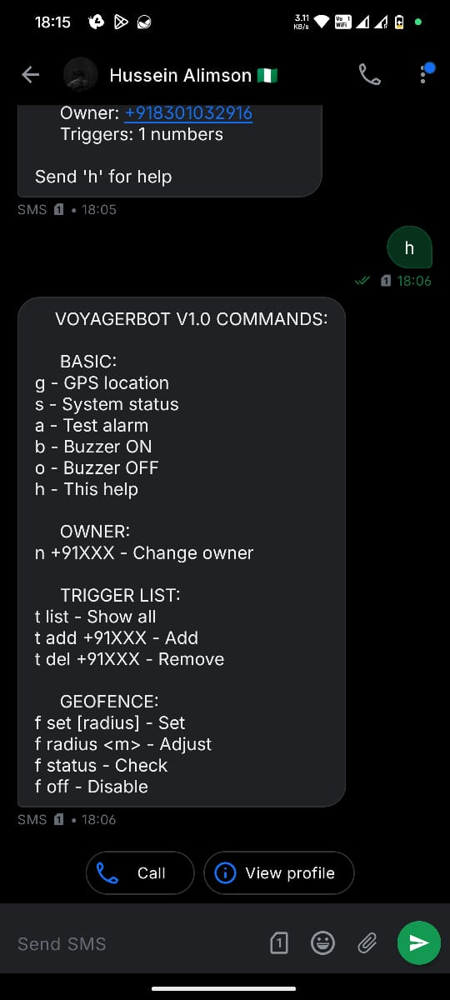 18:15
3.11
KB/s
Vo 1
WiFi
Hussein Alimson 🇳🇬
Owner: +918301032916
Triggers: 1 numbers
Send 'h' for help
SMS 1 • 18:05
h
1 18:06
VOYAGERBOT V1.0 COMMANDS:
BASIC:
g - GPS location
s - System status
a - Test alarm
b - Buzzer ON
o - Buzzer OFF
h - This help
OWNER:
n +91XXX - Change owner
TRIGGER LIST:
t list - Show all
t add +91XXX - Add
t del +91XXX - Remove
GEOFENCE:
f set [radius] - Set
f radius <m> - Adjust
f status - Check
f off - Disable
SMS 1 • 18:06
Call
View profile
Send SMS
1